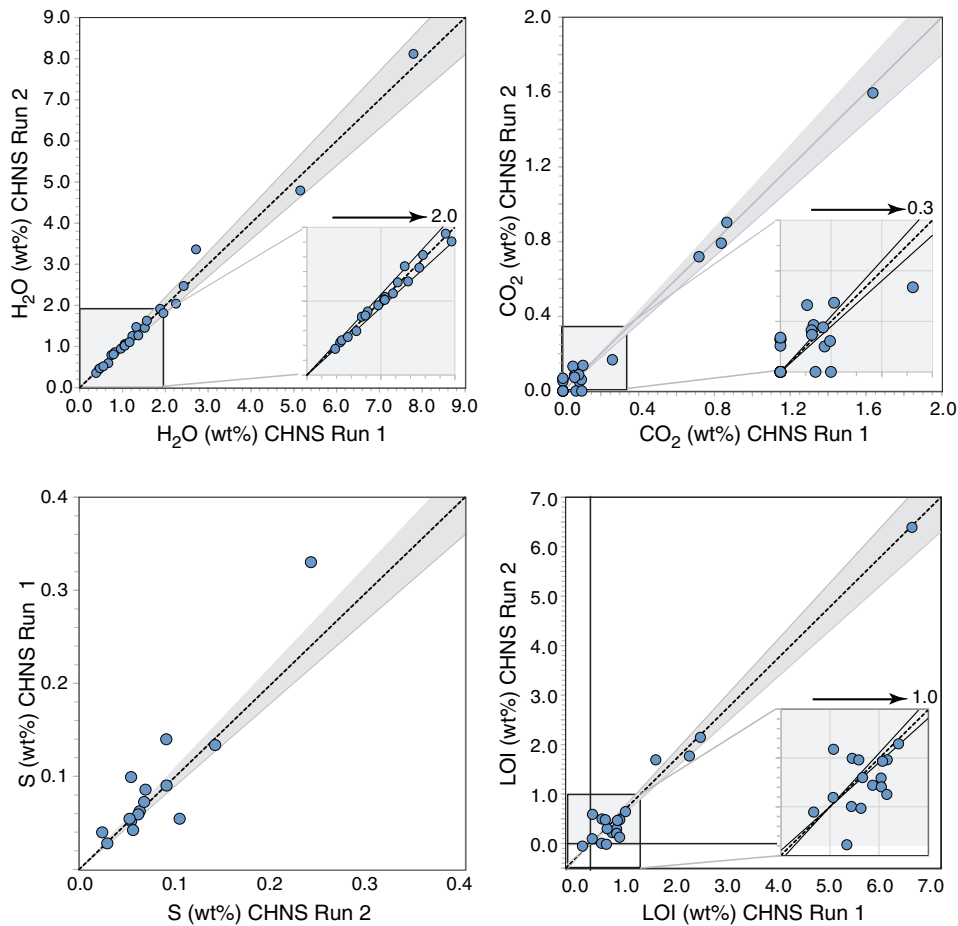 9.0
8.0
7.0
6.0
5.0
4.0
3.0
2.0
1.0
0.0
H₂O (wt%) CHNS Run 2
2.0
0.0 1.0 2.0 3.0 4.0 5.0 6.0 7.0 8.0 9.0
H₂O (wt%) CHNS Run 1
2.0
1.6
1.2
0.8
0.4
0.0
CO₂ (wt%) CHNS Run 2
0.3
0.0 0.4 0.8 1.2 1.6 2.0
CO₂ (wt%) CHNS Run 1
0.4
0.3
0.2
0.1
S (wt%) CHNS Run 1
0.0 0.1 0.2 0.3 0.4
S (wt%) CHNS Run 2
7.0
6.0
5.0
4.0
3.0
2.0
1.0
0.0
LOI (wt%) CHNS Run 2
1.0
0.0 1.0 2.0 3.0 4.0 5.0 6.0 7.0
LOI (wt%) CHNS Run 1